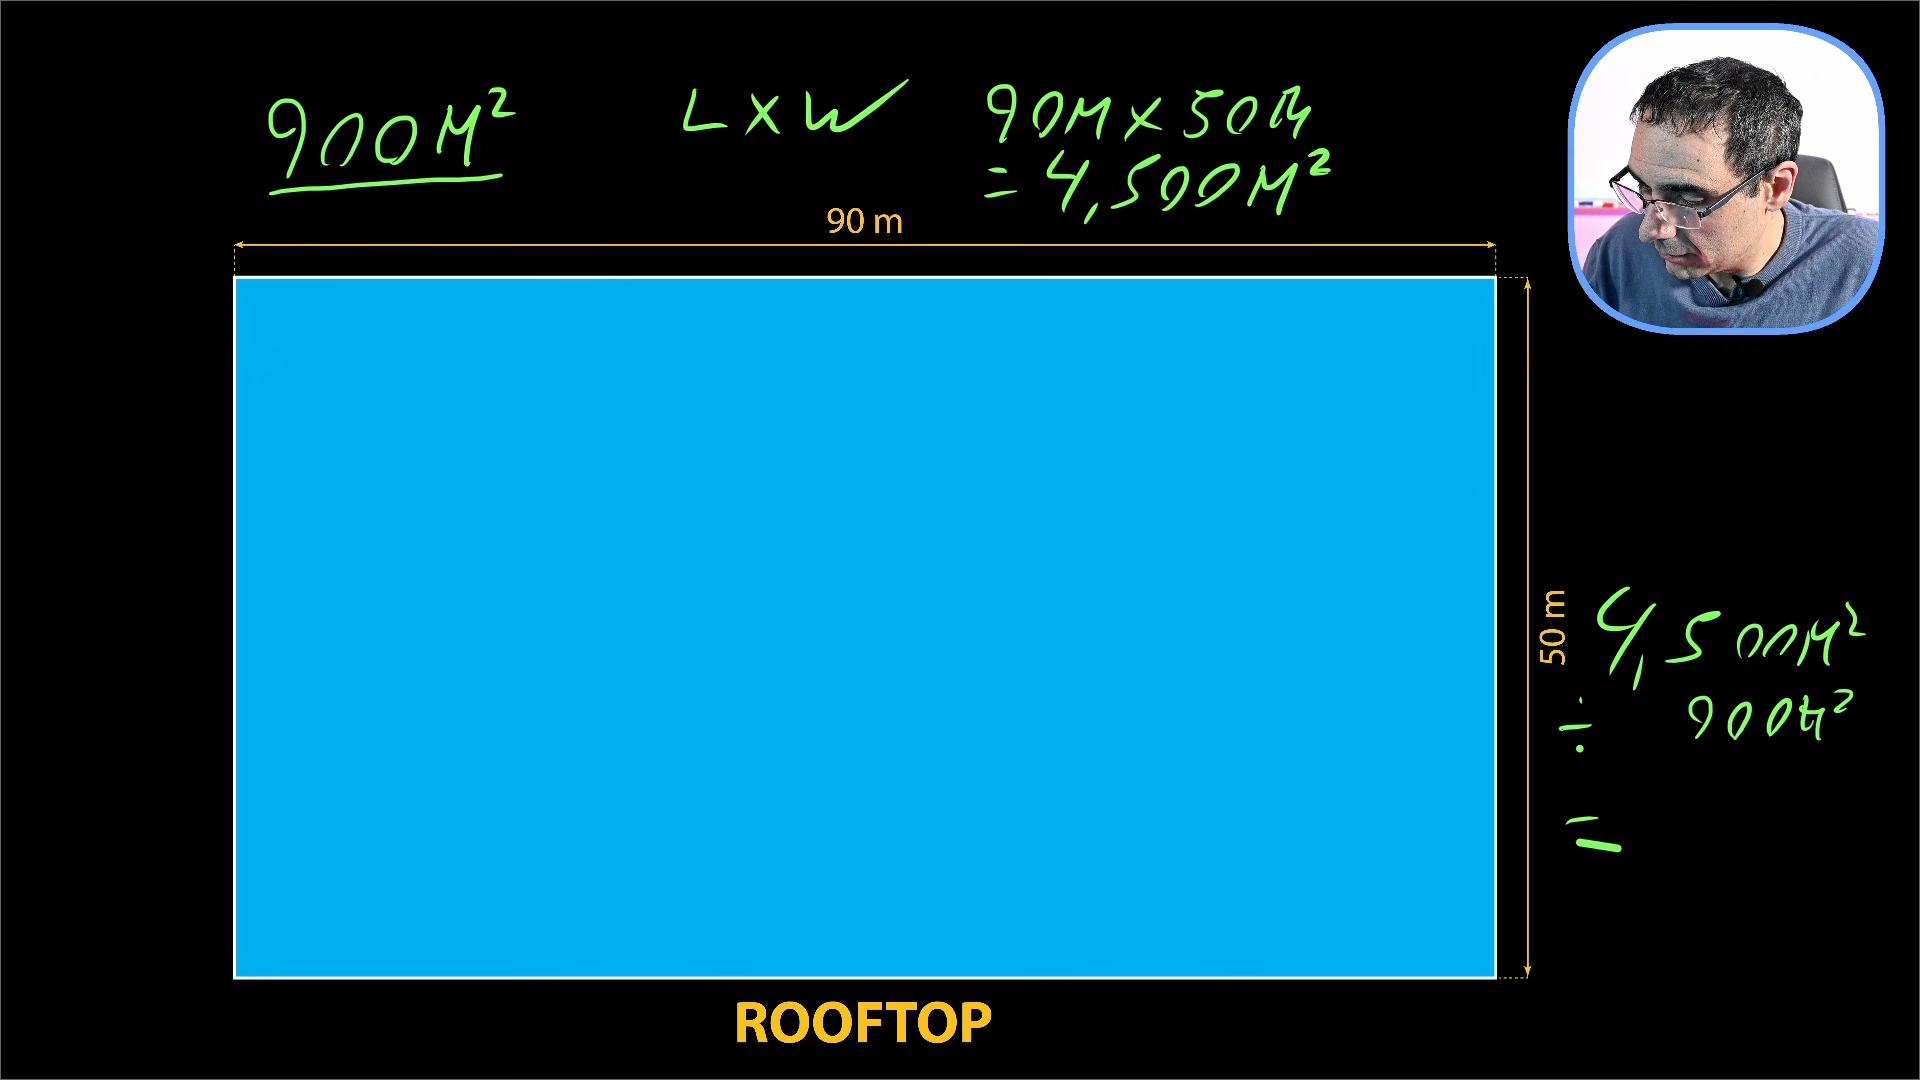 900M²
L X W
90M X 50M
= 4,500M²
90 m
50 m
4,500M²
÷ 900M²
=
ROOFTOP